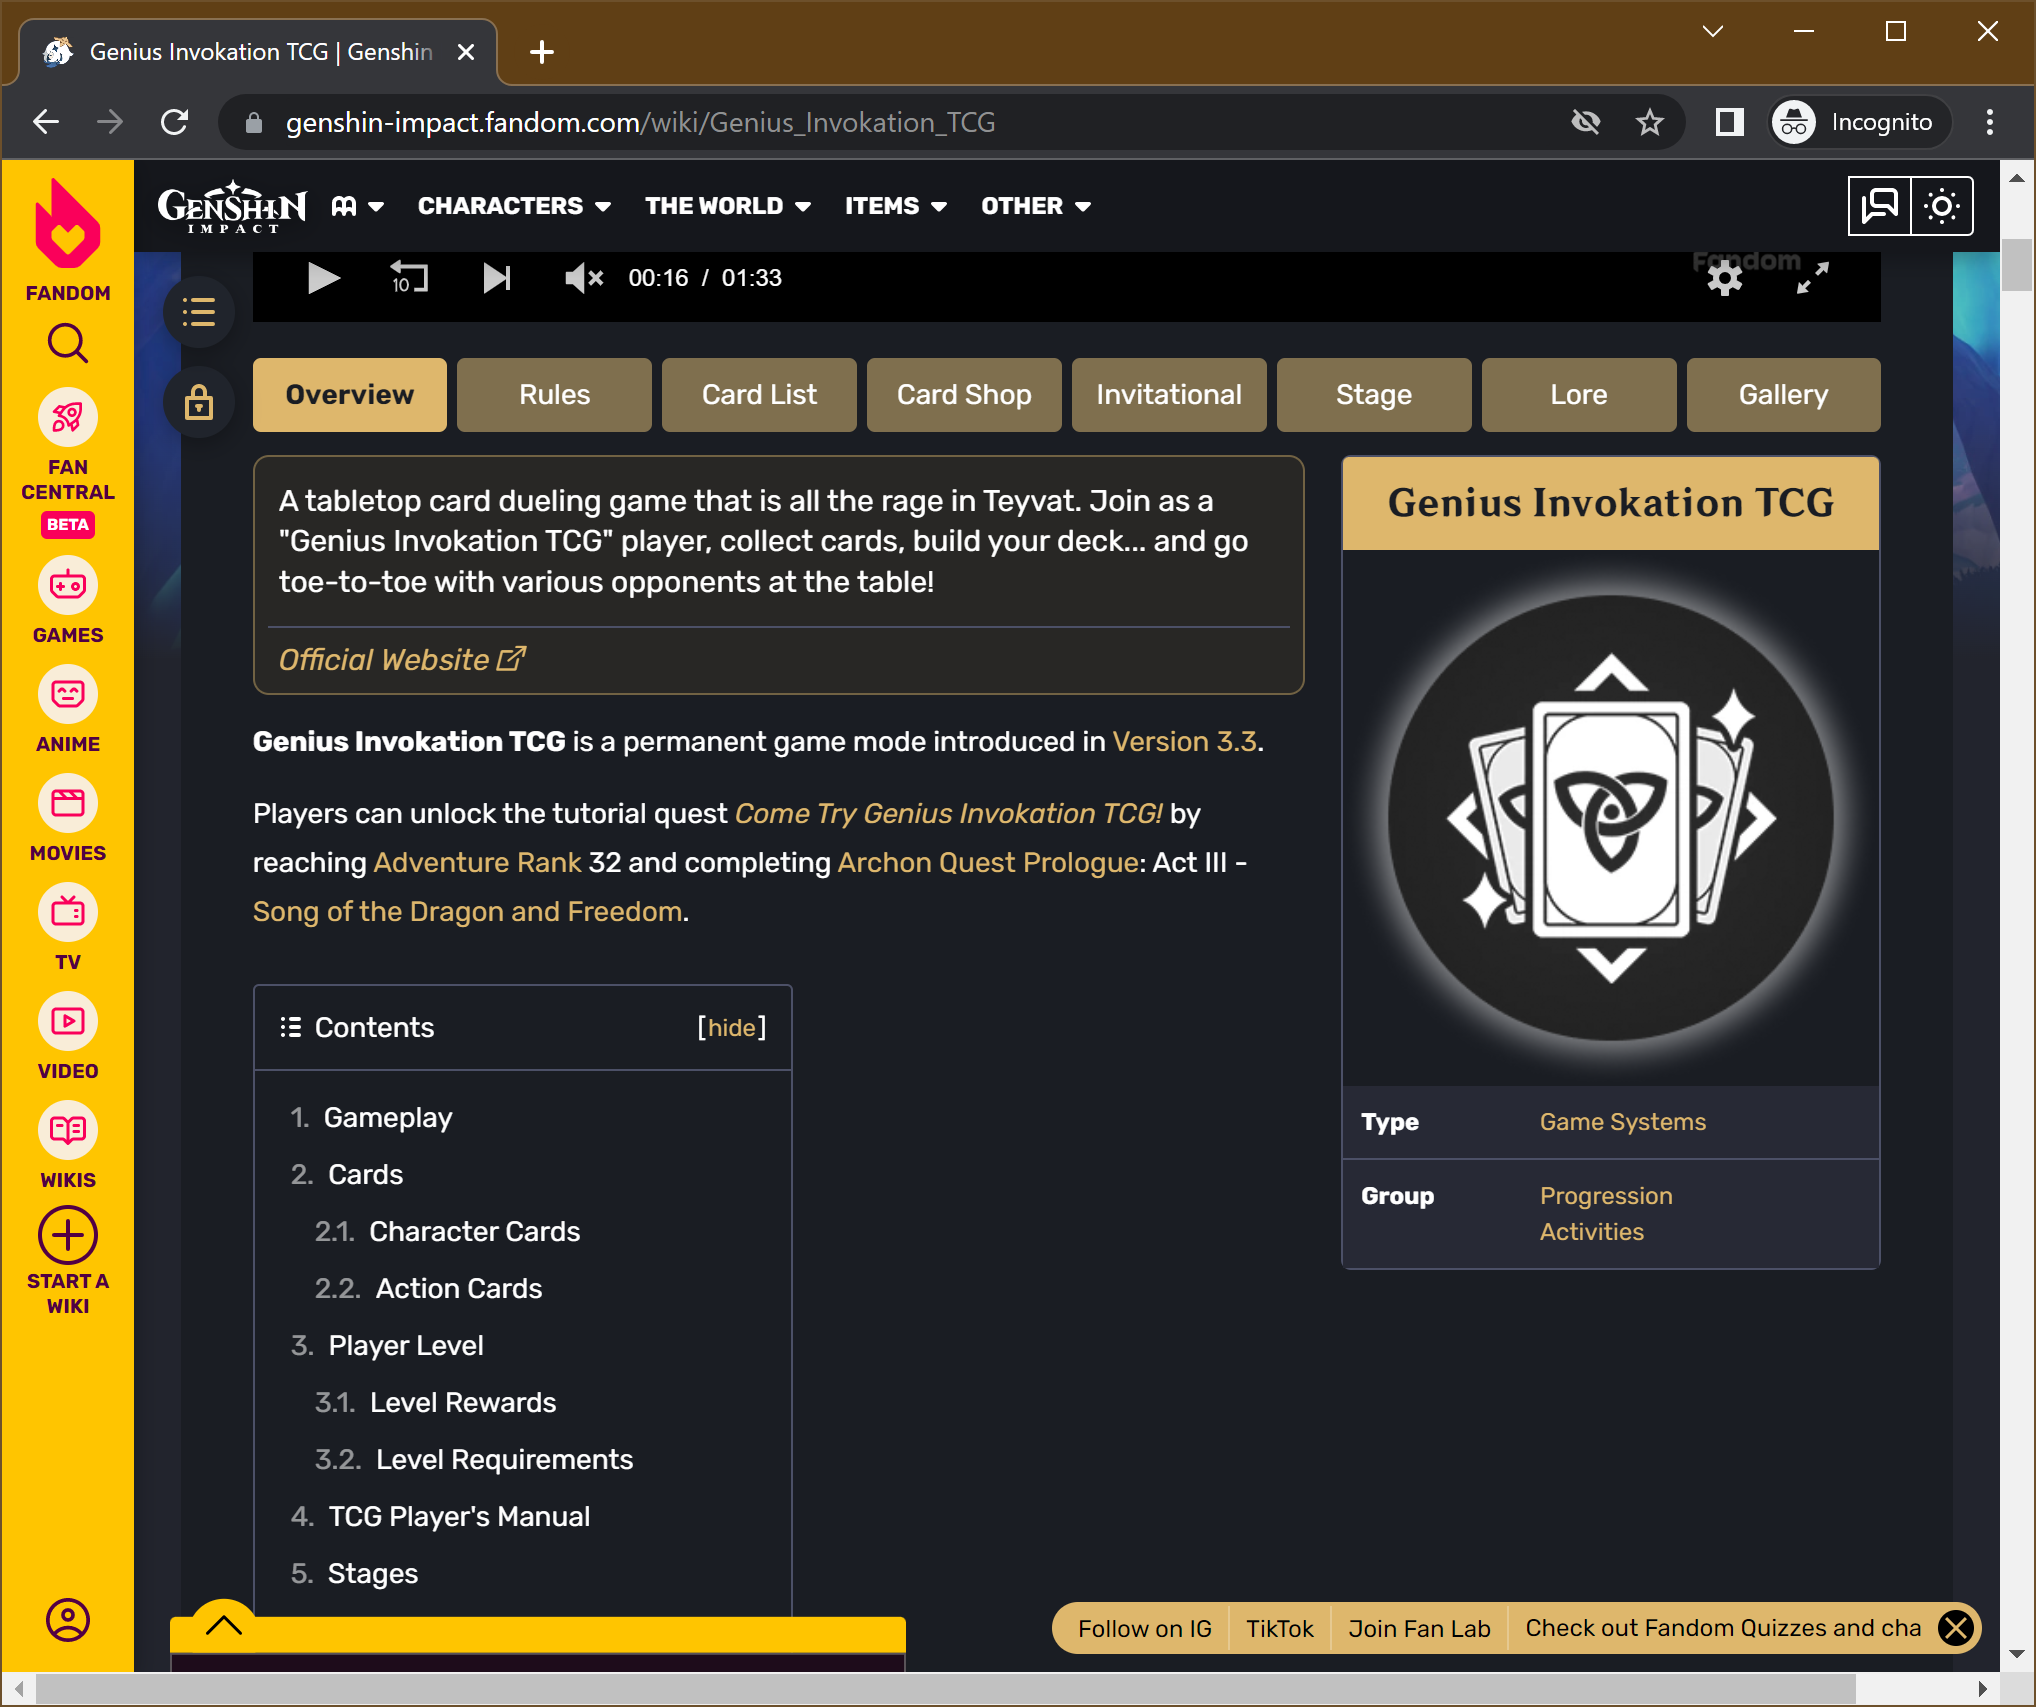 Genius Invokation TCG | Genshin
genshin-impact.fandom.com/wiki/Genius_Invokation_TCG
Incognito
GENSHIN
IMPACT
CHARACTERS
THE WORLD
ITEMS
OTHER
FANDOM
FAN
CENTRAL
BETA
GAMES
ANIME
MOVIES
TV
VIDEO
WIKIS
START A
WIKI
10
00:16 / 01:33
Fandom
Overview
Rules
Card List
Card Shop
Invitational
Stage
Lore
Gallery
A tabletop card dueling game that is all the rage in Teyvat. Join as a
"Genius Invokation TCG" player, collect cards, build your deck... and go
toe-to-toe with various opponents at the table!
Official Website
Genius Invokation TCG is a permanent game mode introduced in Version 3.3.
Players can unlock the tutorial quest Come Try Genius Invokation TCG! by
reaching Adventure Rank 32 and completing Archon Quest Prologue: Act III -
Song of the Dragon and Freedom.
Contents [hide]
1. Gameplay
2. Cards
2.1. Character Cards
2.2. Action Cards
3. Player Level
3.1. Level Rewards
3.2. Level Requirements
4. TCG Player's Manual
5. Stages
Genius Invokation TCG
Type Game Systems
Group Progression
Activities
Follow on IG
TikTok
Join Fan Lab
Check out Fandom Quizzes and cha